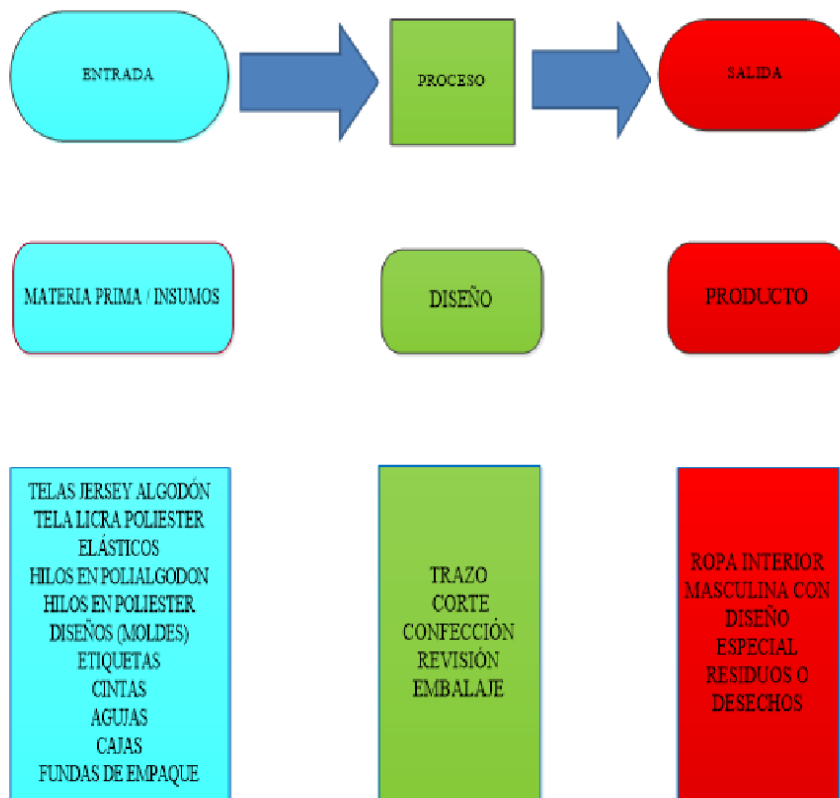 ENTRADA
PROCESO
SALIDA
MATERIA PRIMA / INSUMOS
DISEÑO
PRODUCTO
TELAS JERSEY ALGODÓN
TELA LICRA POLIESTER
ELÁSTICOS
HILOS EN POLIALGODON
HILOS EN POLIESTER
DISEÑOS (MOLDES)
ETIQUETAS
CINTAS
AGUJAS
CAJAS
FUNDAS DE EMPAQUE
TRAZO
CORTE
CONFECCIÓN
REVISIÓN
EMBALAJE
ROPA INTERIOR
MASCULINA CON
DISEÑO
ESPECIAL
RESIDUOS O
DESECHOS